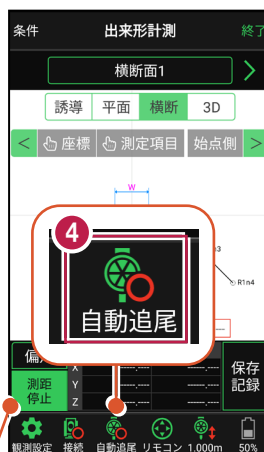 条件 出来形計測 終了
横断面1
誘導 平面 横断 3D
< 座標 測定項目 始点側 >
W
4
自動追尾
R1n4
測距
停止
X
Y
Z
保存
記録
観測設定 接続 自動追尾 リモコン 1.000m 50%